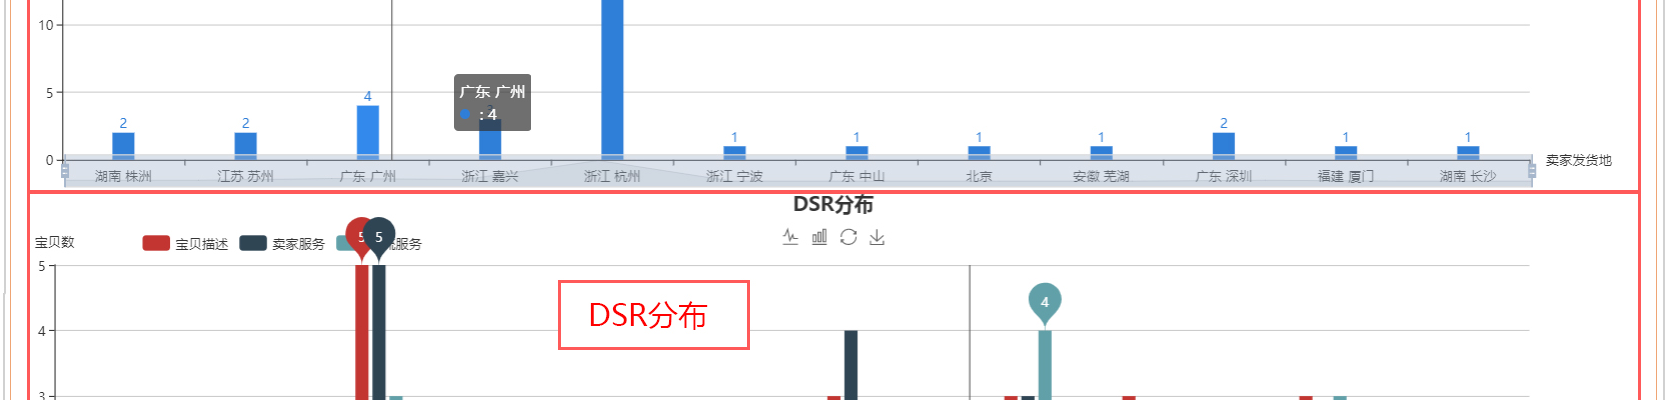 10
5
0
2
2
4
广东 广州
: 4
1
1
1
1
2
1
1
湖南 株洲
江苏 苏州
广东 广州
浙江 嘉兴
浙江 杭州
浙江 宁波
广东 中山
北京
安徽 芜湖
广东 深圳
福建 厦门
湖南 长沙
卖家发货地
DSR分布
宝贝数
宝贝描述
卖家服务
服务
5
5
5
4
3
DSR分布
4